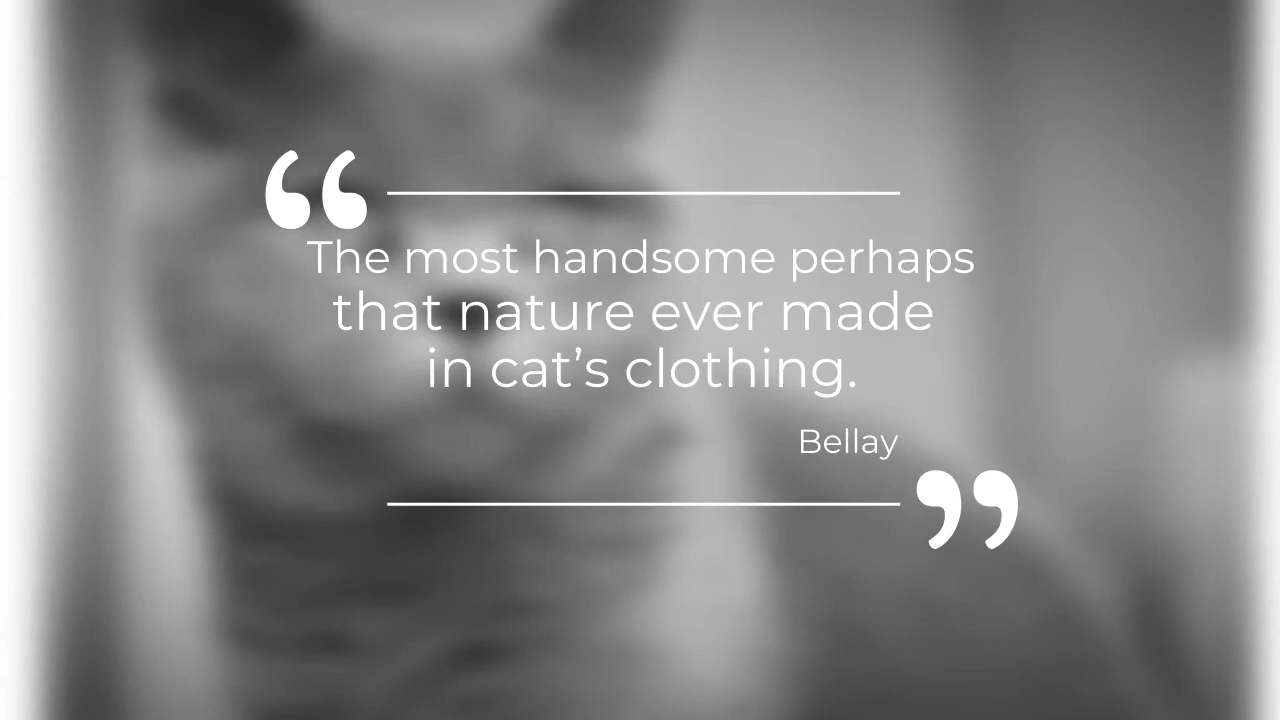 “
The most handsome perhaps
that nature ever made
in cat’s clothing.
Bellay
”